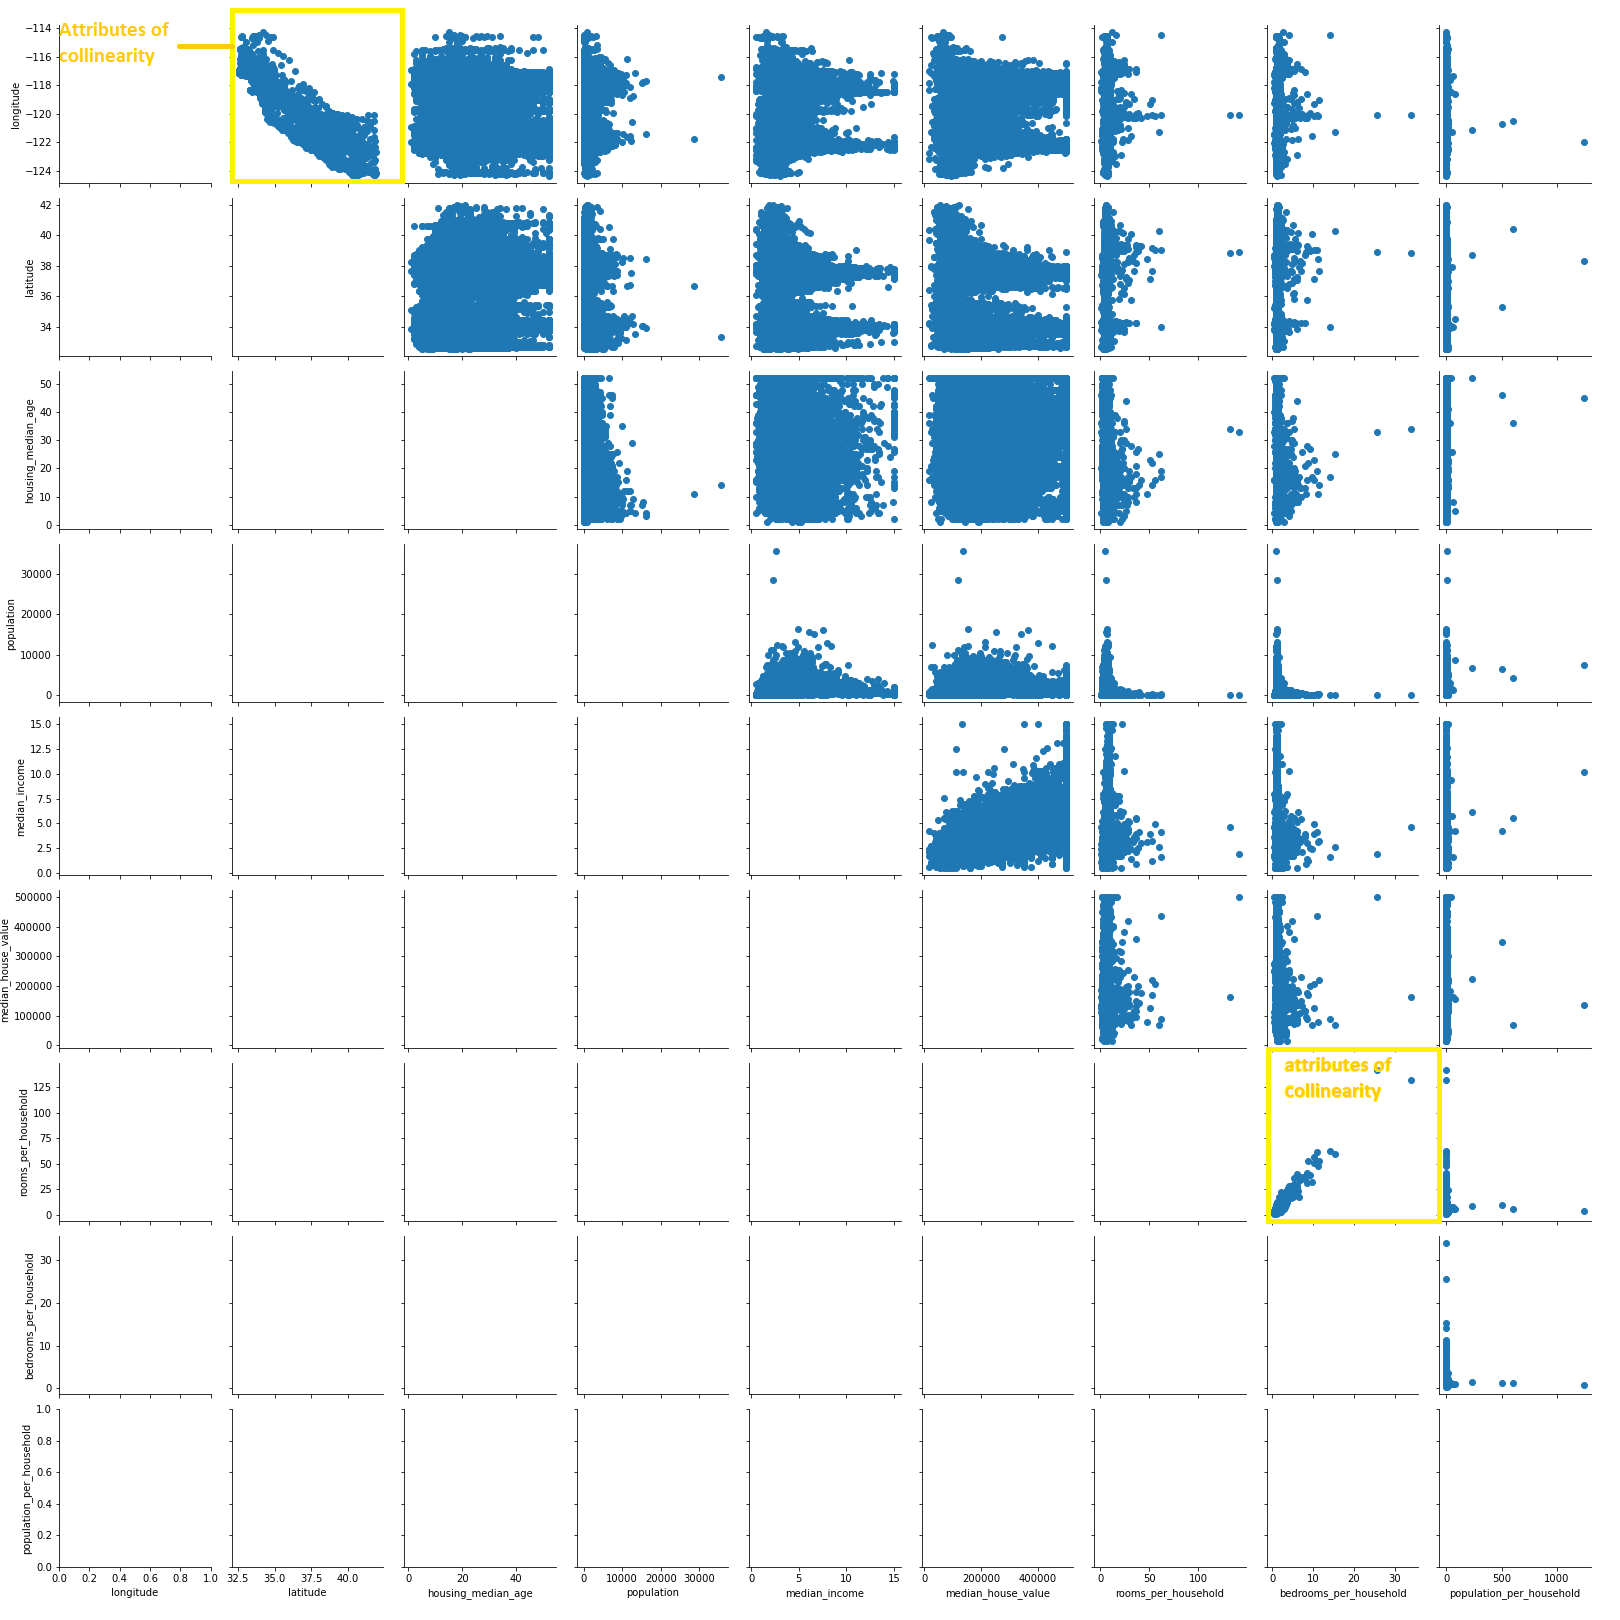 Attributes of
collinearity
−114
−116
−118
−120
−122
−124
longitude
42
40
38
36
34
latitude
50
40
30
20
10
0
housing_median_age
30000
20000
10000
0
population
15.0
12.5
10.0
7.5
5.0
2.5
0.0
median_income
500000
400000
300000
200000
100000
0
median_house_value
attributes of
collinearity
125
100
75
50
25
0
rooms_per_household
30
20
10
0
bedrooms_per_household
1.0
0.8
0.6
0.4
0.2
0.0
population_per_household
0.0 0.2 0.4 0.6 0.8 1.0
longitude
32.5 35.0 37.5 40.0
latitude
0 20 40
housing_median_age
0 10000 20000 30000
population
0 5 10 15
median_income
0 200000 400000
median_house_value
0 50 100
rooms_per_household
0 10 20 30
bedrooms_per_household
0 500 1000
population_per_household